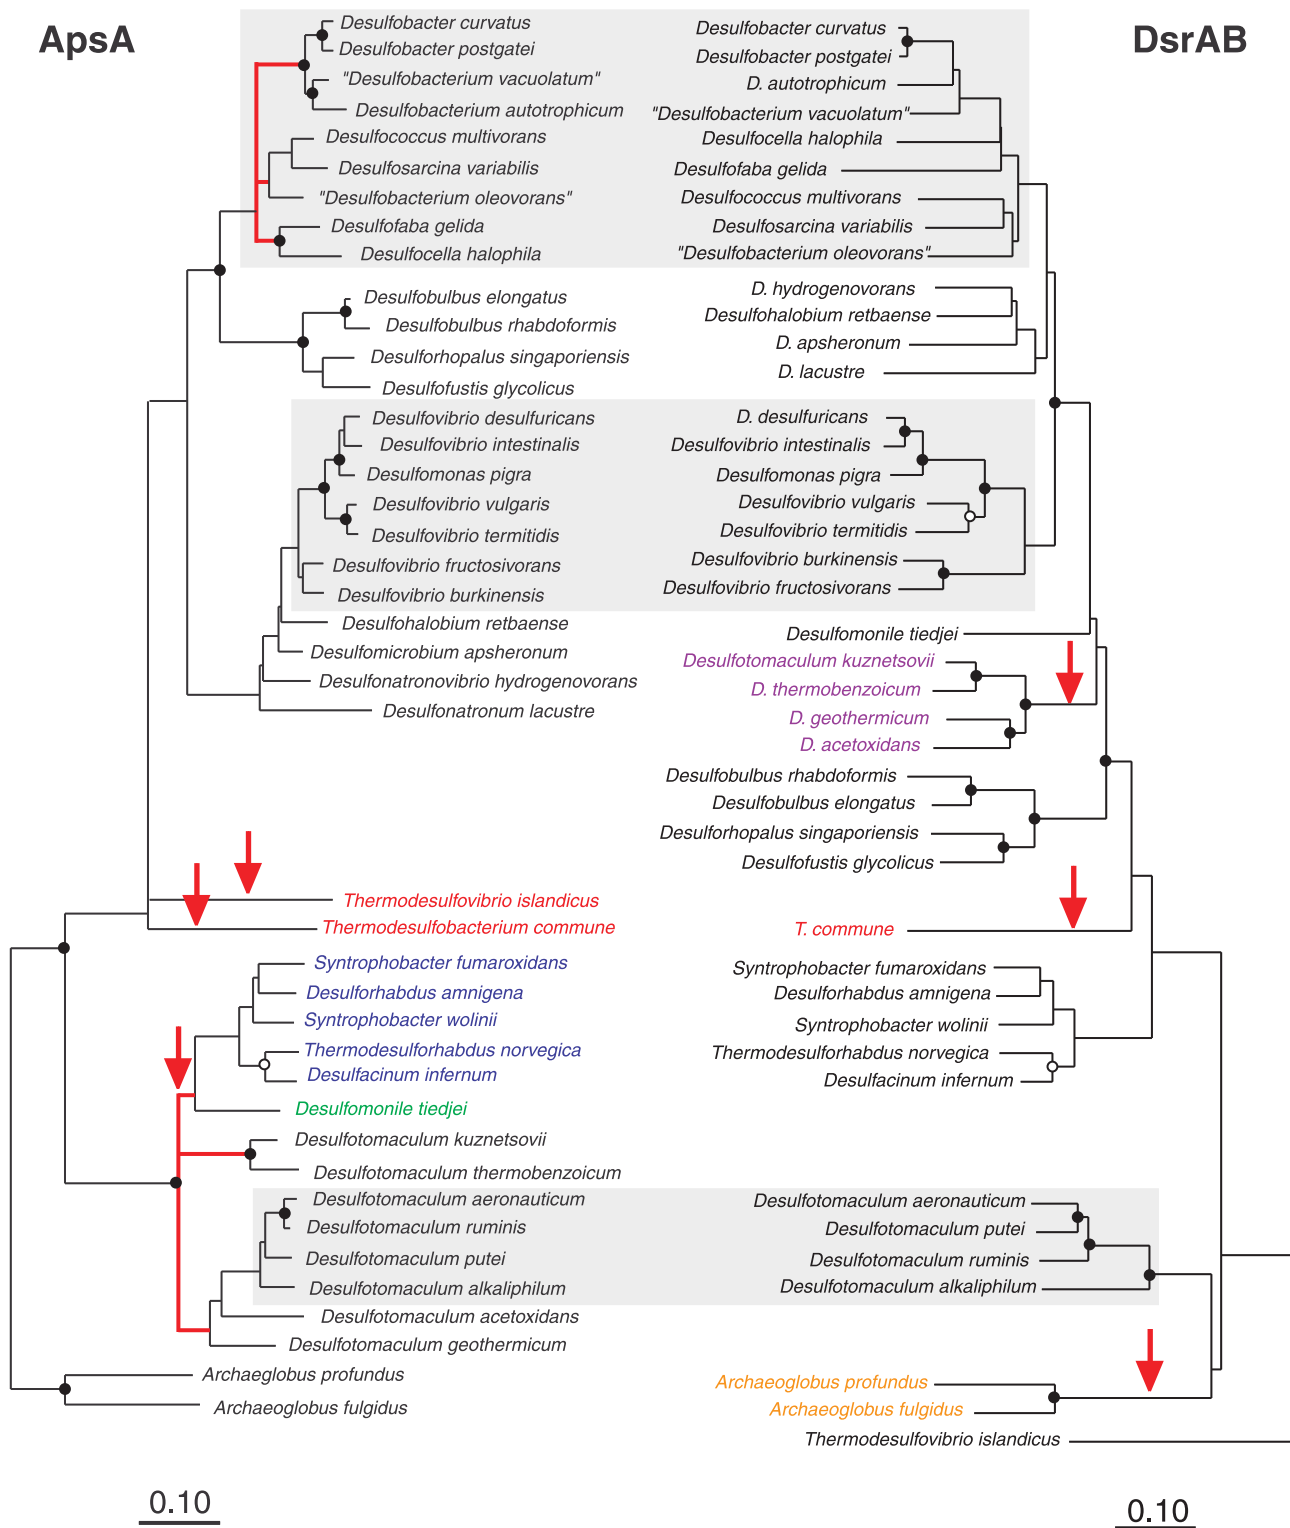 ApsA
Desulfobacter curvatus
Desulfobacter postgatei
"Desulfobacterium vacuolatum"
Desulfobacterium autotrophicum
Desulfococcus multivorans
Desulfosarcina variabilis
"Desulfobacterium oleovorans"
Desulfofaba gelida
Desulfocella halophila
Desulfobulbus elongatus
Desulfobulbus rhabdoformis
Desulforhopalus singaporiensis
Desulfofustis glycolicus
Desulfovibrio desulfuricans
Desulfovibrio intestinalis
Desulfomonas pigra
Desulfovibrio vulgaris
Desulfovibrio termitidis
Desulfovibrio fructosivorans
Desulfovibrio burkinensis
Desulfohalobium retbaense
Desulfomicrobium apsheronum
Desulfonatronovibrio hydrogenovorans
Desulfonatronum lacustre
Thermodesulfovibrio islandicus
Thermodesulfobacterium commune
Syntrophobacter fumaroxidans
Desulforhabdus amnigena
Syntrophobacter wolinii
Thermodesulforhabdus norvegica
Desulfacinum infernum
Desulfomonile tiedjei
Desulfotomaculum kuznetsovii
Desulfotomaculum thermobenzoicum
Desulfotomaculum aeronauticum
Desulfotomaculum ruminis
Desulfotomaculum putei
Desulfotomaculum alkaliphilum
Desulfotomaculum acetoxidans
Desulfotomaculum geothermicum
Archaeglobus profundus
Archaeoglobus fulgidus
0.10
DsrAB
Desulfobacter curvatus
Desulfobacter postgatei
D. autotrophicum
"Desulfobacterium vacuolatum"
Desulfocella halophila
Desulfofaba gelida
Desulfococcus multivorans
Desulfosarcina variabilis
"Desulfobacterium oleovorans"
D. hydrogenovorans
Desulfohalobium retbaense
D. apsheronum
D. lacustre
D. desulfuricans
Desulfovibrio intestinalis
Desulfomonas pigra
Desulfovibrio vulgaris
Desulfovibrio termitidis
Desulfovibrio burkinensis
Desulfovibrio fructosivorans
Desulfomonile tiedjei
Desulfotomaculum kuznetsovii
D. thermobenzoicum
D. geothermicum
D. acetoxidans
Desulfobulbus rhabdoformis
Desulfobulbus elongatus
Desulforhopalus singaporiensis
Desulfofustis glycolicus
T. commune
Syntrophobacter fumaroxidans
Desulforhabdus amnigena
Syntrophobacter wolinii
Thermodesulforhabdus norvegica
Desulfacinum infernum
Desulfotomaculum aeronauticum
Desulfotomaculum putei
Desulfotomaculum ruminis
Desulfotomaculum alkaliphilum
Archaeoglobus profundus
Archaeoglobus fulgidus
Thermodesulfovibrio islandicus
0.10